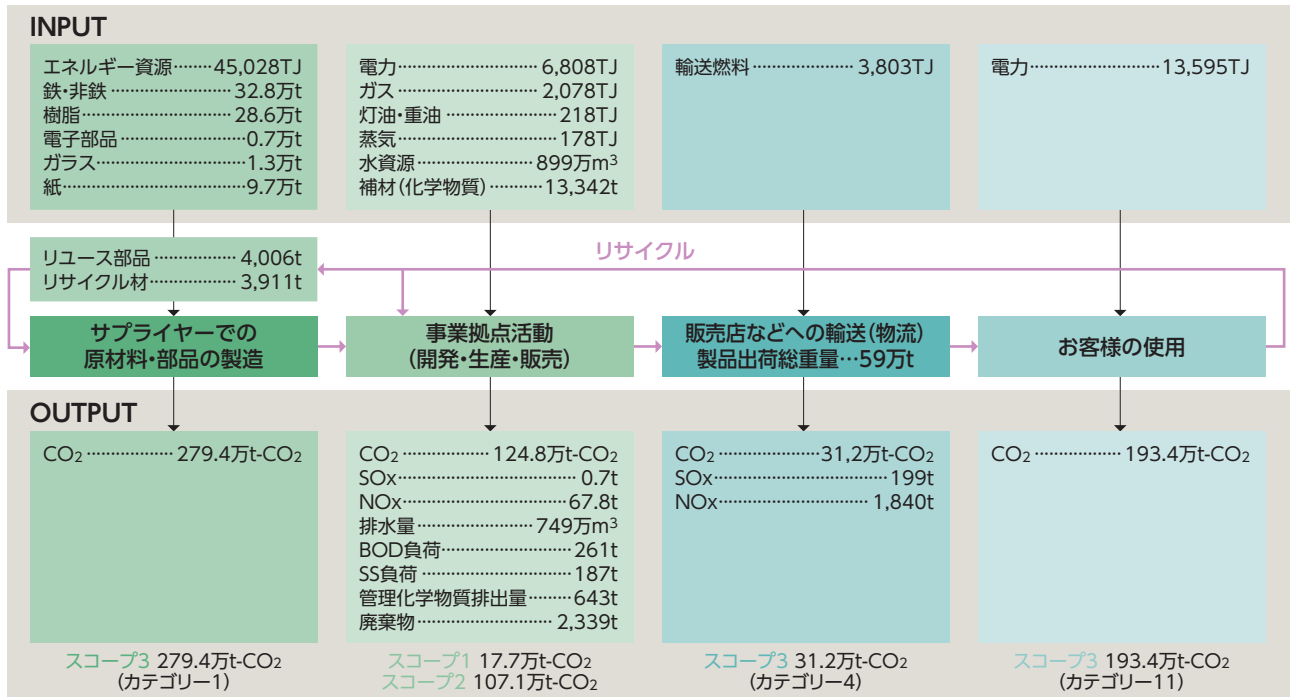 INPUT
エネルギー資源……45,028TJ
鉄・非鉄……32.8万t
樹脂……28.6万t
電子部品……0.7万t
ガラス……1.3万t
紙……9.7万t
電力……6,808TJ
ガス……2,078TJ
灯油・重油……218TJ
蒸気……178TJ
水資源……899万m³
補材（化学物質）……13,342t
輸送燃料……3,803TJ
電力……13,595TJ
リユース部品……4,006t
リサイクル材……3,911t
リサイクル
サプライヤーでの
原材料・部品の製造
事業拠点活動
（開発・生産・販売）
販売店などへの輸送（物流）
製品出荷総重量…59万t
お客様の使用
OUTPUT
CO₂……279.4万t-CO₂
CO₂……124.8万t-CO₂
SOx……0.7t
NOx……67.8t
排水量……749万m³
BOD負荷……261t
SS負荷……187t
管理化学物質排出量……643t
廃棄物……2,339t
CO₂……31,2万t-CO₂
SOx……199t
NOx……1,840t
CO₂……193.4万t-CO₂
スコープ3 279.4万t-CO₂
（カテゴリー1）
スコープ1 17.7万t-CO₂
スコープ2 107.1万t-CO₂
スコープ3 31.2万t-CO₂
（カテゴリー4）
スコープ3 193.4万t-CO₂
（カテゴリー11）